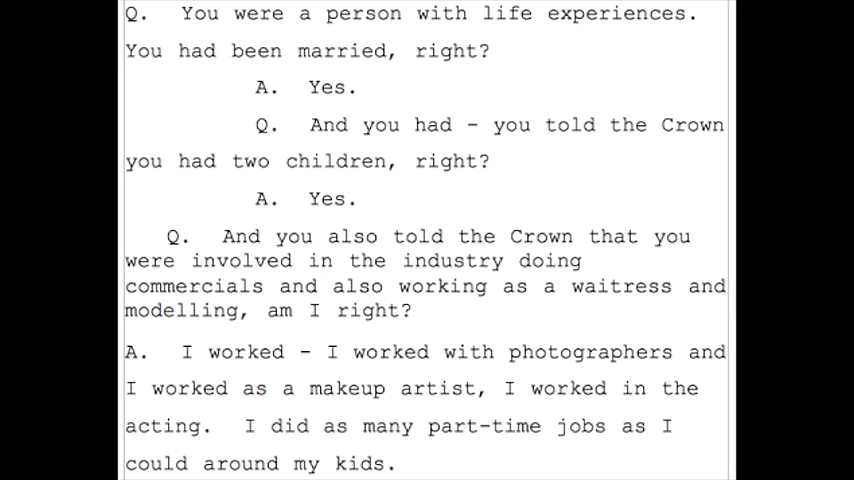 Q. You were a person with life experiences.
You had been married, right?
A. Yes.
Q. And you had - you told the Crown
you had two children, right?
A. Yes.
Q. And you also told the Crown that you
were involved in the industry doing
commercials and also working as a waitress and
modelling, am I right?
A. I worked - I worked with photographers and
I worked as a makeup artist, I worked in the
acting. I did as many part-time jobs as I
could around my kids.